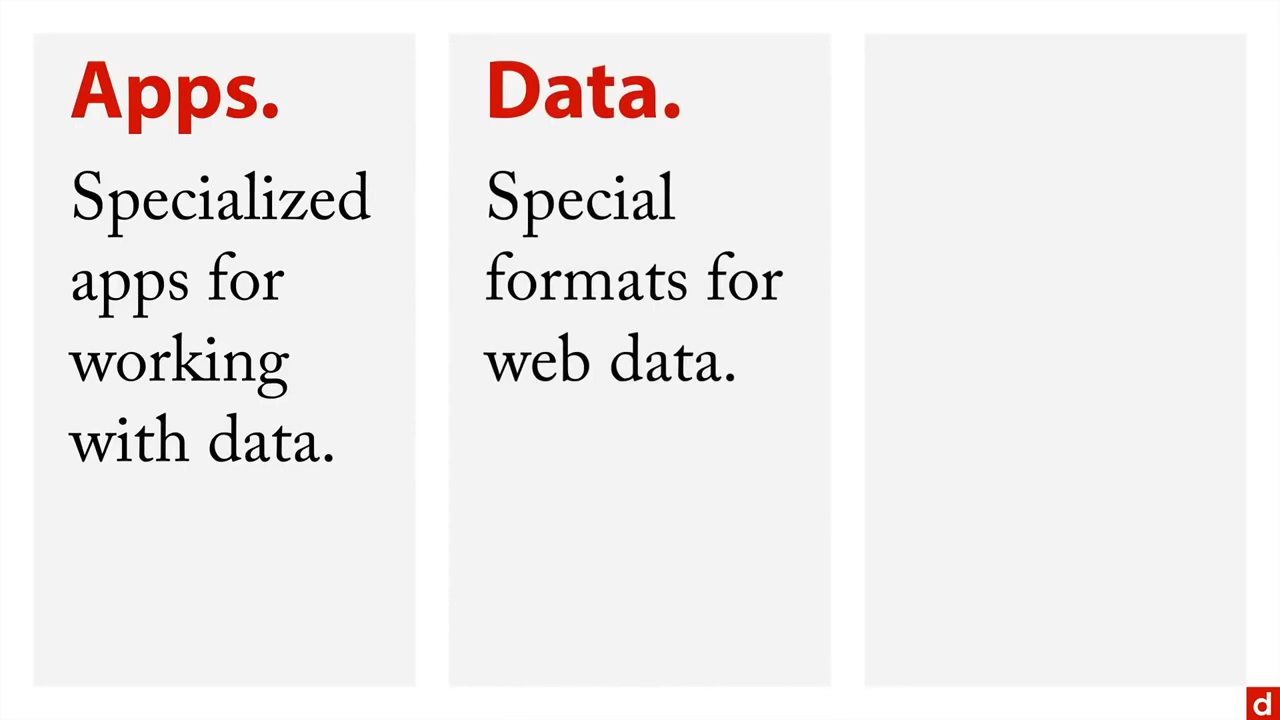 Apps.
Specialized
apps for
working
with data.
Data.
Special
formats for
web data.
d